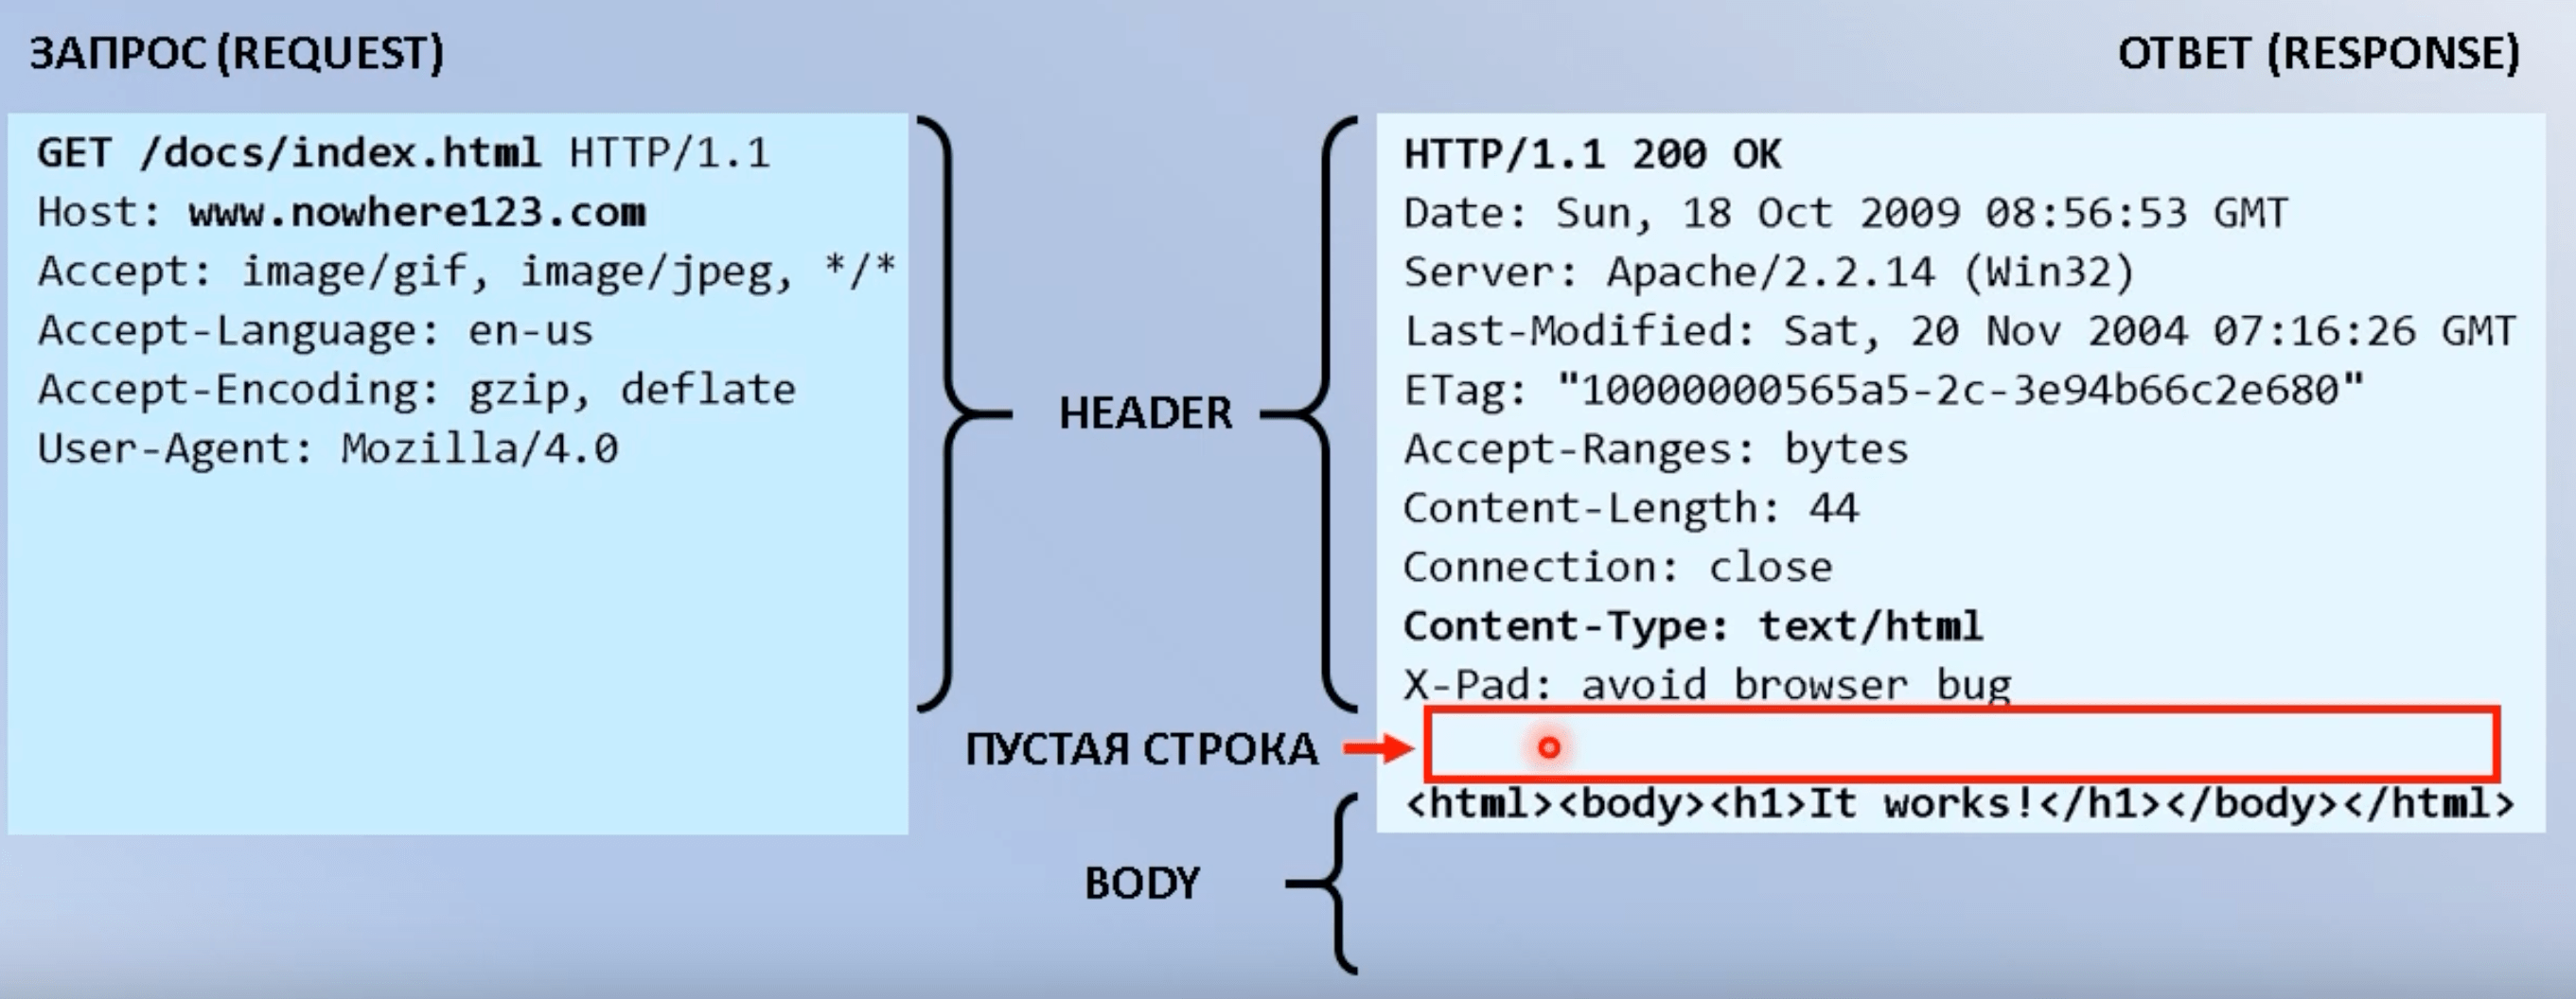 ЗАПРОС (REQUEST)
ОТВЕТ (RESPONSE)
GET /docs/index.html HTTP/1.1
Host: www.nowhere123.com
Accept: image/gif, image/jpeg, */*
Accept-Language: en-us
Accept-Encoding: gzip, deflate
User-Agent: Mozilla/4.0
HEADER
HTTP/1.1 200 OK
Date: Sun, 18 Oct 2009 08:56:53 GMT
Server: Apache/2.2.14 (Win32)
Last-Modified: Sat, 20 Nov 2004 07:16:26 GMT
ETag: "10000000565a5-2c-3e94b66c2e680"
Accept-Ranges: bytes
Content-Length: 44
Connection: close
Content-Type: text/html
X-Pad: avoid browser bug
ПУСТАЯ СТРОКА
<html><body><h1>It works!</h1></body></html>
BODY